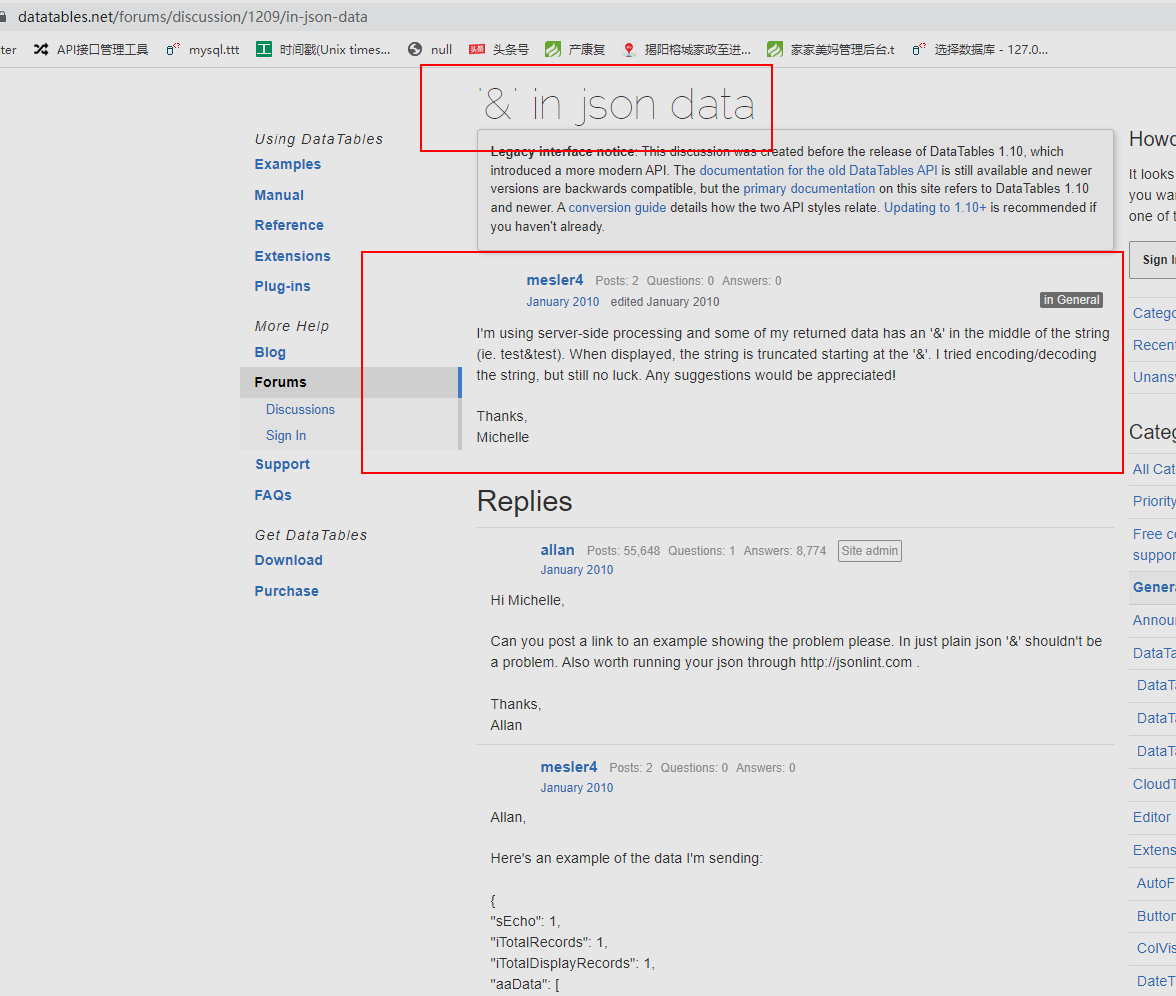 datatables.net/forums/discussion/1209/in-json-data
ter API接口管理工具 mysql.ttt 时间戳(Unix times... null 头条 头条号 产康复 揭阳榕城家政至进... 家家美妈管理后台.t 选择数据库 - 127.0...
'&' in json data
Using DataTables
Examples
Manual
Reference
Extensions
Plug-ins
More Help
Blog
Forums
Discussions
Sign In
Support
FAQs
Get DataTables
Download
Purchase
Legacy interface notice: This discussion was created before the release of DataTables 1.10, which
introduced a more modern API. The documentation for the old DataTables API is still available and newer
versions are backwards compatible, but the primary documentation on this site refers to DataTables 1.10
and newer. A conversion guide details how the two API styles relate. Updating to 1.10+ is recommended if
you haven't already.
mesler4 Posts: 2 Questions: 0 Answers: 0
January 2010 edited January 2010
in General
I'm using server-side processing and some of my returned data has an '&' in the middle of the string
(ie. test&test). When displayed, the string is truncated starting at the '&'. I tried encoding/decoding
the string, but still no luck. Any suggestions would be appreciated!
Thanks,
Michelle
Replies
allan Posts: 55,648 Questions: 1 Answers: 8,774 Site admin
January 2010
Hi Michelle,
Can you post a link to an example showing the problem please. In just plain json '&' shouldn't be
a problem. Also worth running your json through http://jsonlint.com .
Thanks,
Allan
mesler4 Posts: 2 Questions: 0 Answers: 0
January 2010
Allan,
Here's an example of the data I'm sending:
{
"sEcho": 1,
"iTotalRecords": 1,
"iTotalDisplayRecords": 1,
"aaData": [
Howd
It looks
you wa
one of t
Sign I
Catego
Recent
Unansw
Categ
All Cat
Priority
Free co
suppor
Genera
Annou
DataTa
DataT
DataT
DataT
CloudT
Editor
Extens
AutoF
Button
ColVis
DateT